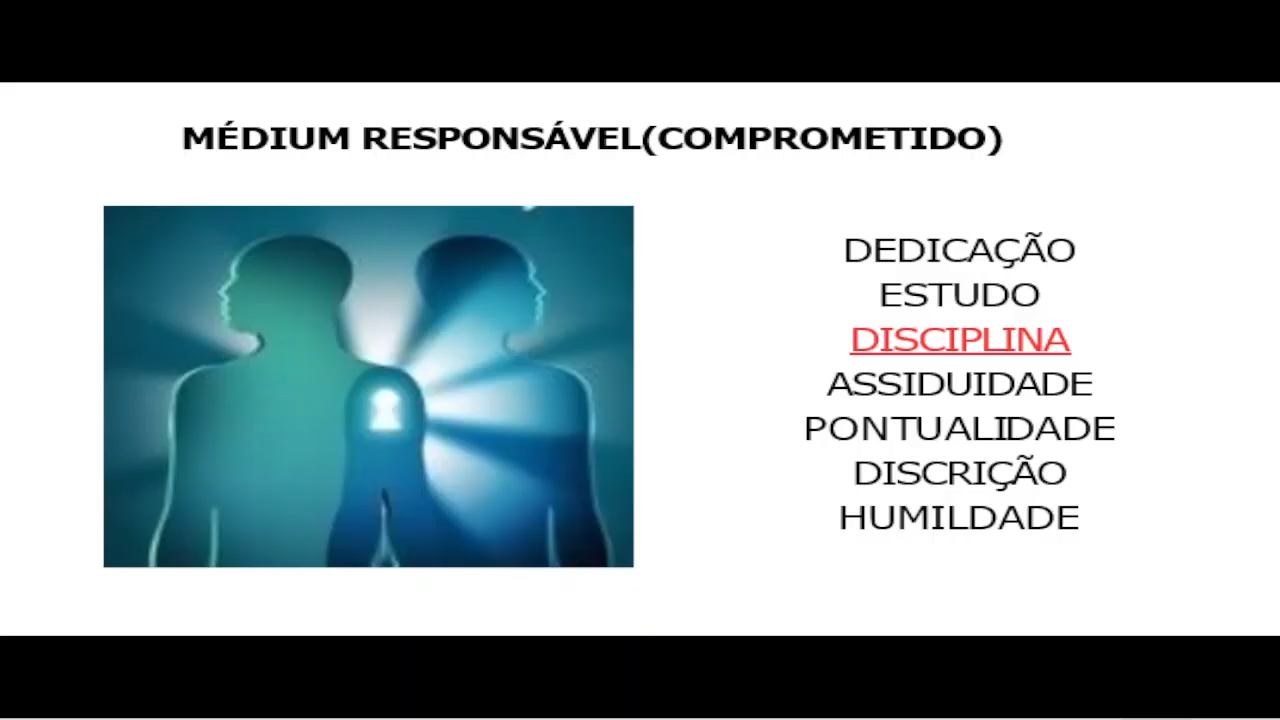 MÉDIUM RESPONSÁVEL(COMPROMETIDO)
DEDICAÇÃO
ESTUDO
DISCIPLINA
ASSIDUIDADE
PONTUALIDADE
DISCRIÇÃO
HUMILDADE